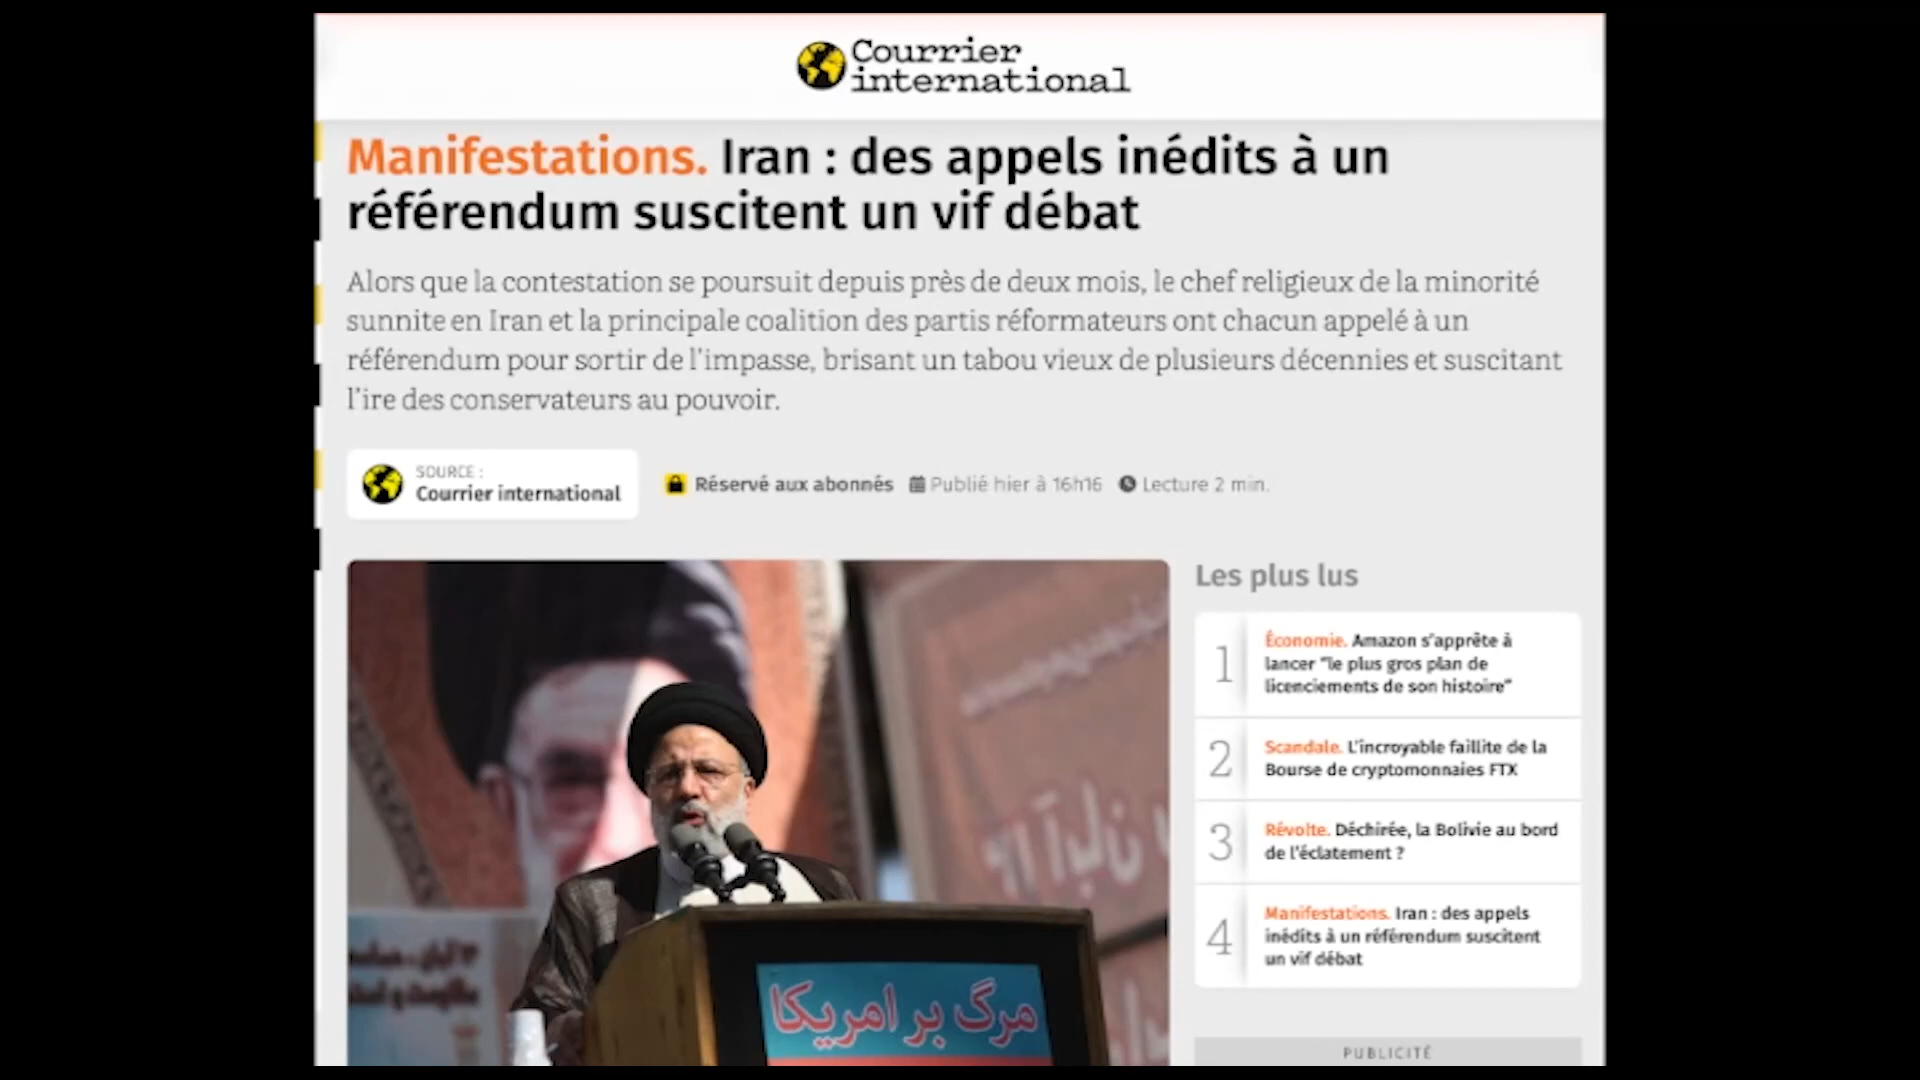 Courrier
international
Manifestations. Iran : des appels inédits à un
référendum suscitent un vif débat
Alors que la contestation se poursuit depuis près de deux mois, le chef religieux de la minorité
sunnite en Iran et la principale coalition des partis réformateurs ont chacun appelé à un
référendum pour sortir de l'impasse, brisant un tabou vieux de plusieurs décennies et suscitant
l'ire des conservateurs au pouvoir.
SOURCE :
Courrier international
Réservé aux abonnés Publié hier à 16h16 Lecture 2 min.
مرگ بر امریکا
Les plus lus
1
Économie. Amazon s'apprête à
lancer "le plus gros plan de
licenciements de son histoire"
2
Scandale. L'incroyable faillite de la
Bourse de cryptomonnaies FTX
3
Révolte. Déchirée, la Bolivie au bord
de l'éclatement ?
4
Manifestations. Iran : des appels
inédits à un référendum suscitent
un vif débat
PUBLICITÉ